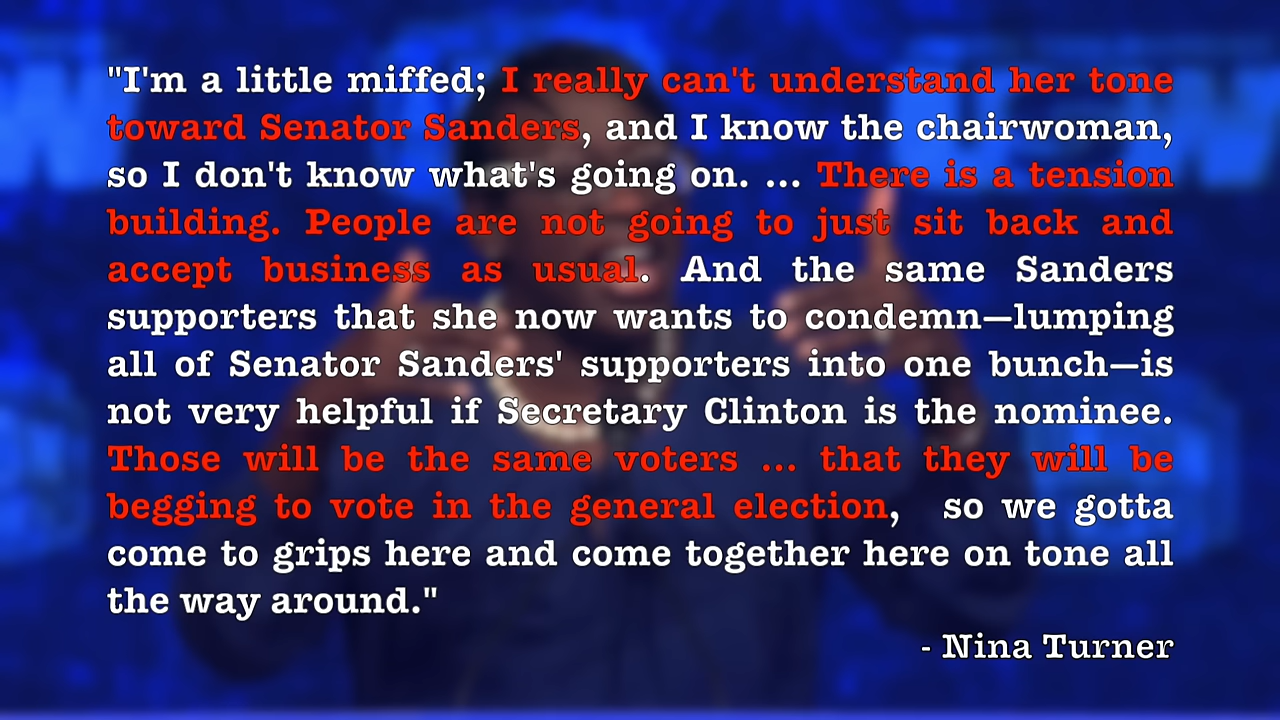 "I'm a little miffed; I really can't understand her tone
toward Senator Sanders, and I know the chairwoman,
so I don't know what's going on. ... There is a tension
building. People are not going to just sit back and
accept business as usual. And the same Sanders
supporters that she now wants to condemn—lumping
all of Senator Sanders' supporters into one bunch—is
not very helpful if Secretary Clinton is the nominee.
Those will be the same voters ... that they will be
begging to vote in the general election, so we gotta
come to grips here and come together here on tone all
the way around."
- Nina Turner